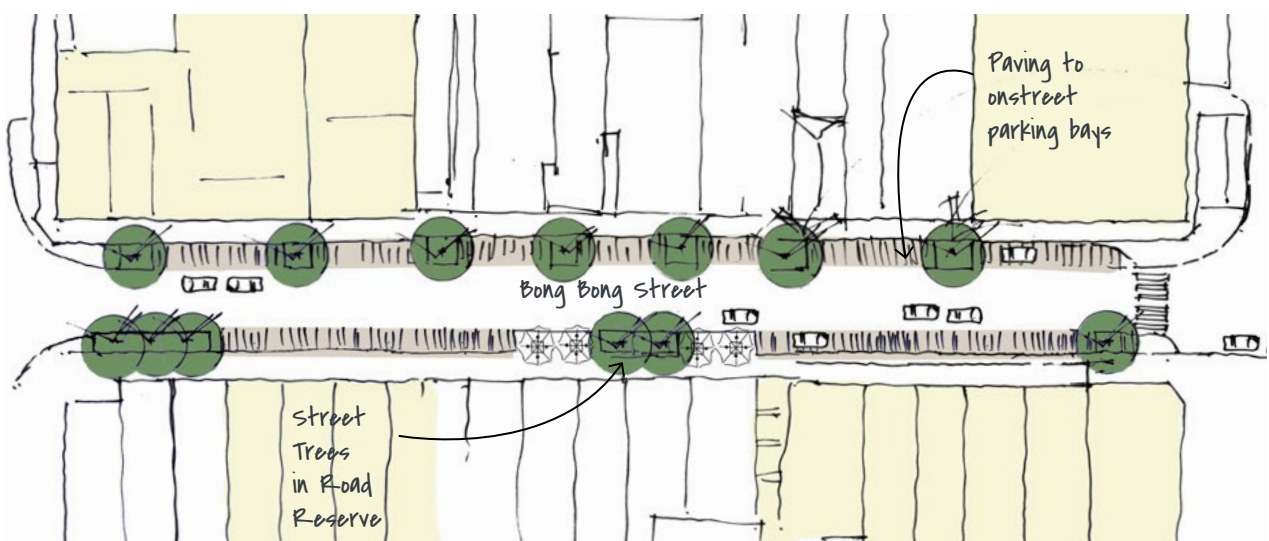 Paving to
onstreet
parking bays
Bong Bong Street
Street
Trees
in Road
Reserve